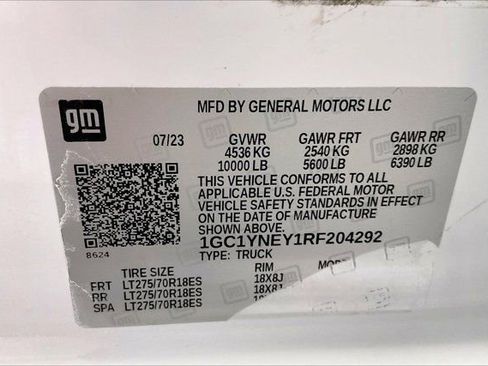 gm
MFD BY GENERAL MOTORS LLC
07/23 GVWR GAWR FRT GAWR RR
4536 KG 2540 KG 2898 KG
10000 LB 5600 LB 6390 LB
THIS VEHICLE CONFORMS TO ALL
APPLICABLE U.S. FEDERAL MOTOR
VEHICLE SAFETY STANDARDS IN EFFECT
ON THE DATE OF MANUFACTURE
SHOWN ABOVE.
1GC1YNEY1RF204292
8624 TYPE: TRUCK
TIRE SIZE RIM
FRT LT275/70R18ES 18X8J
RR LT275/70R18ES 18X8J
SPA LT275/70R18ES